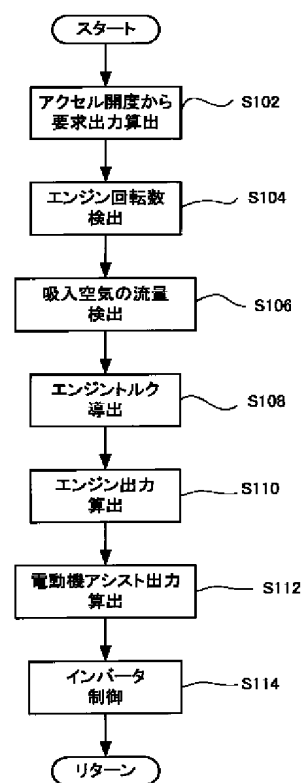 スタート
アクセル開度から
要求出力算出
S102
エンジン回転数
検出
S104
吸入空気の流量
検出
S106
エンジントルク
導出
S108
エンジン出力
算出
S110
電動機アシスト出力
算出
S112
インバータ
制御
S114
リターン